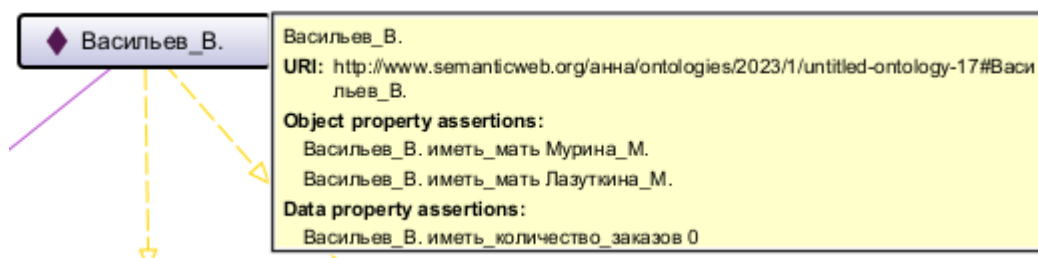 Васильев_В.
Васильев_В.
URI: http://www.semanticweb.org/анна/ontologies/2023/1/untitled-ontology-17#Васи
льев_В.
Object property assertions:
Васильев_В. иметь_мать Мурина_М.
Васильев_В. иметь_мать Лазуткина_М.
Data property assertions:
Васильев_В. иметь_количество_заказов 0